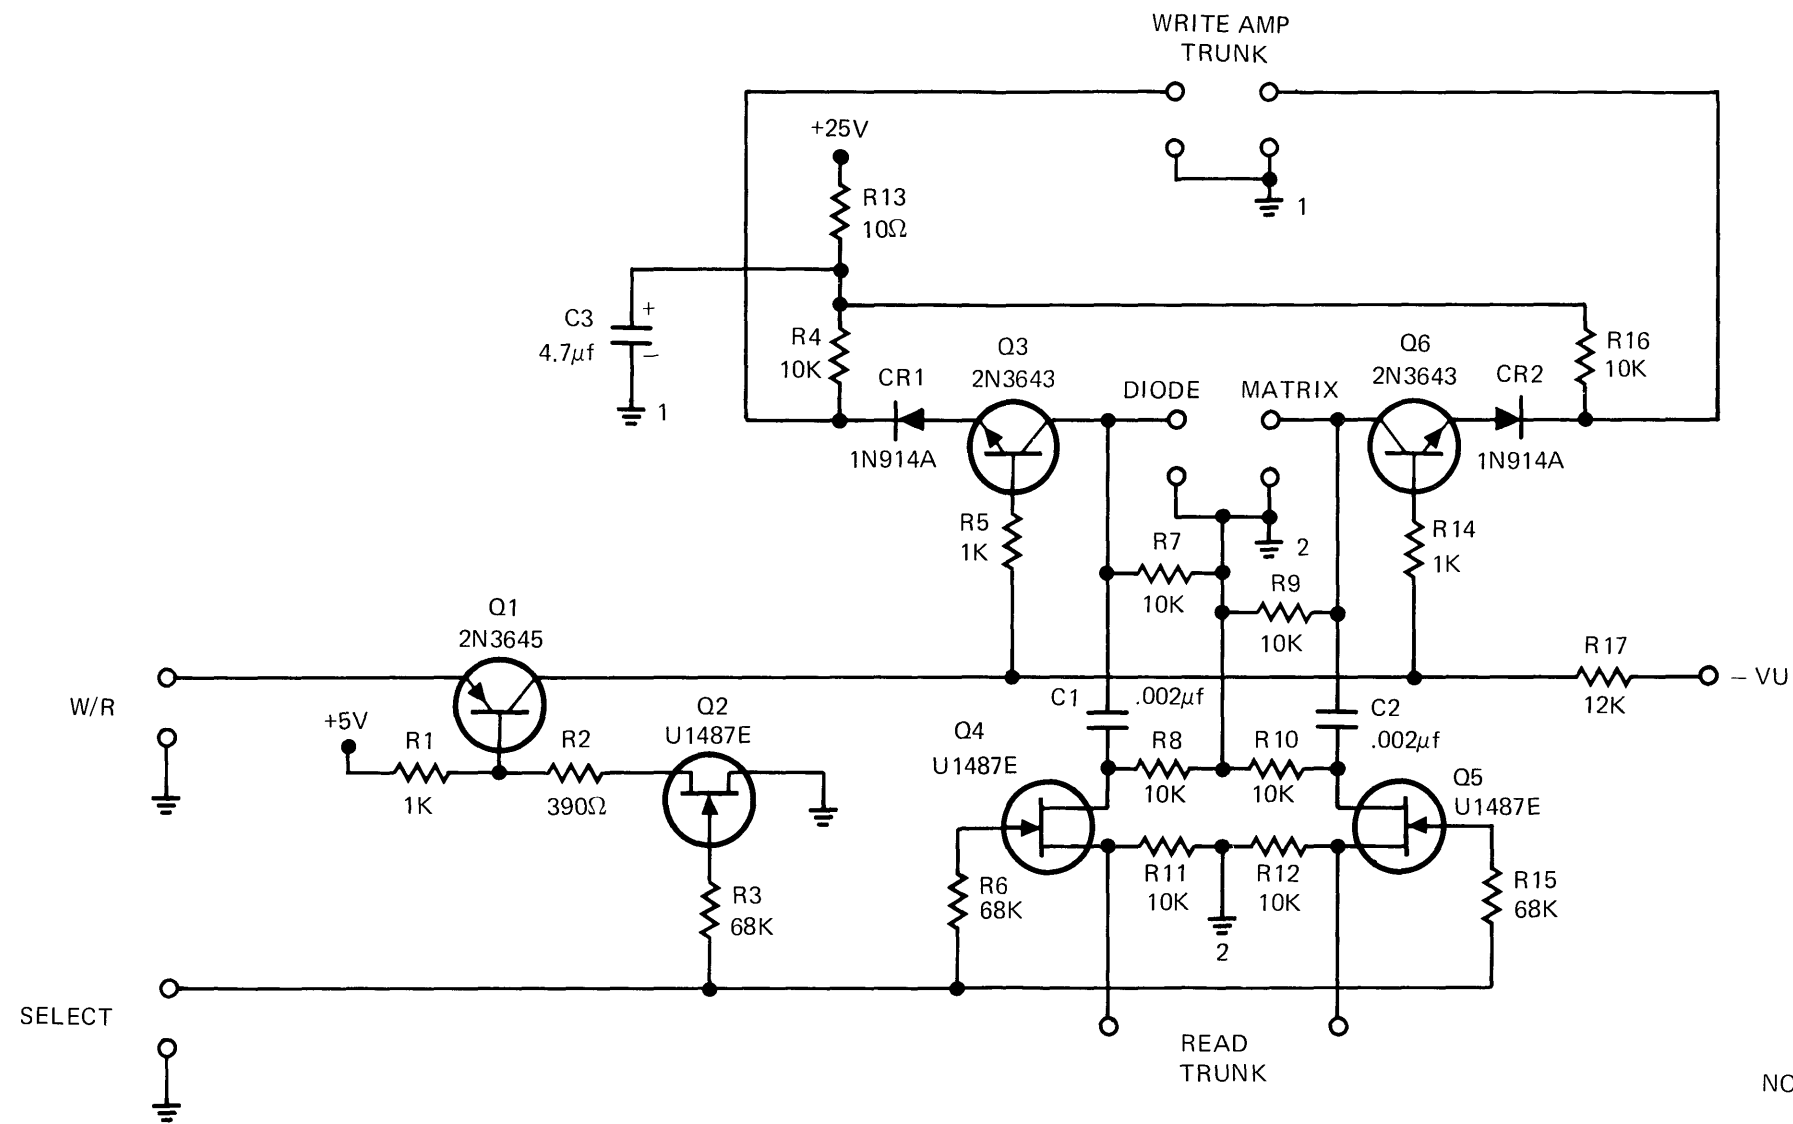 WRITE AMP
TRUNK
+25V
R13
10Ω
1
C3
4.7µf
+
−
1
R4
10K
CR1
1N914A
Q3
2N3643
DIODE
MATRIX
Q6
2N3643
CR2
1N914A
R16
10K
R5
1K
R7
10K
2
R9
10K
R14
1K
Q1
2N3645
W/R
+5V
R1
1K
R2
390Ω
Q2
U1487E
R3
68K
C1
.002µf
Q4
U1487E
R8
10K
R10
10K
C2
.002µf
R17
12K
− VU
Q5
U1487E
R6
68K
R11
10K
R12
10K
2
R15
68K
SELECT
READ
TRUNK
NO